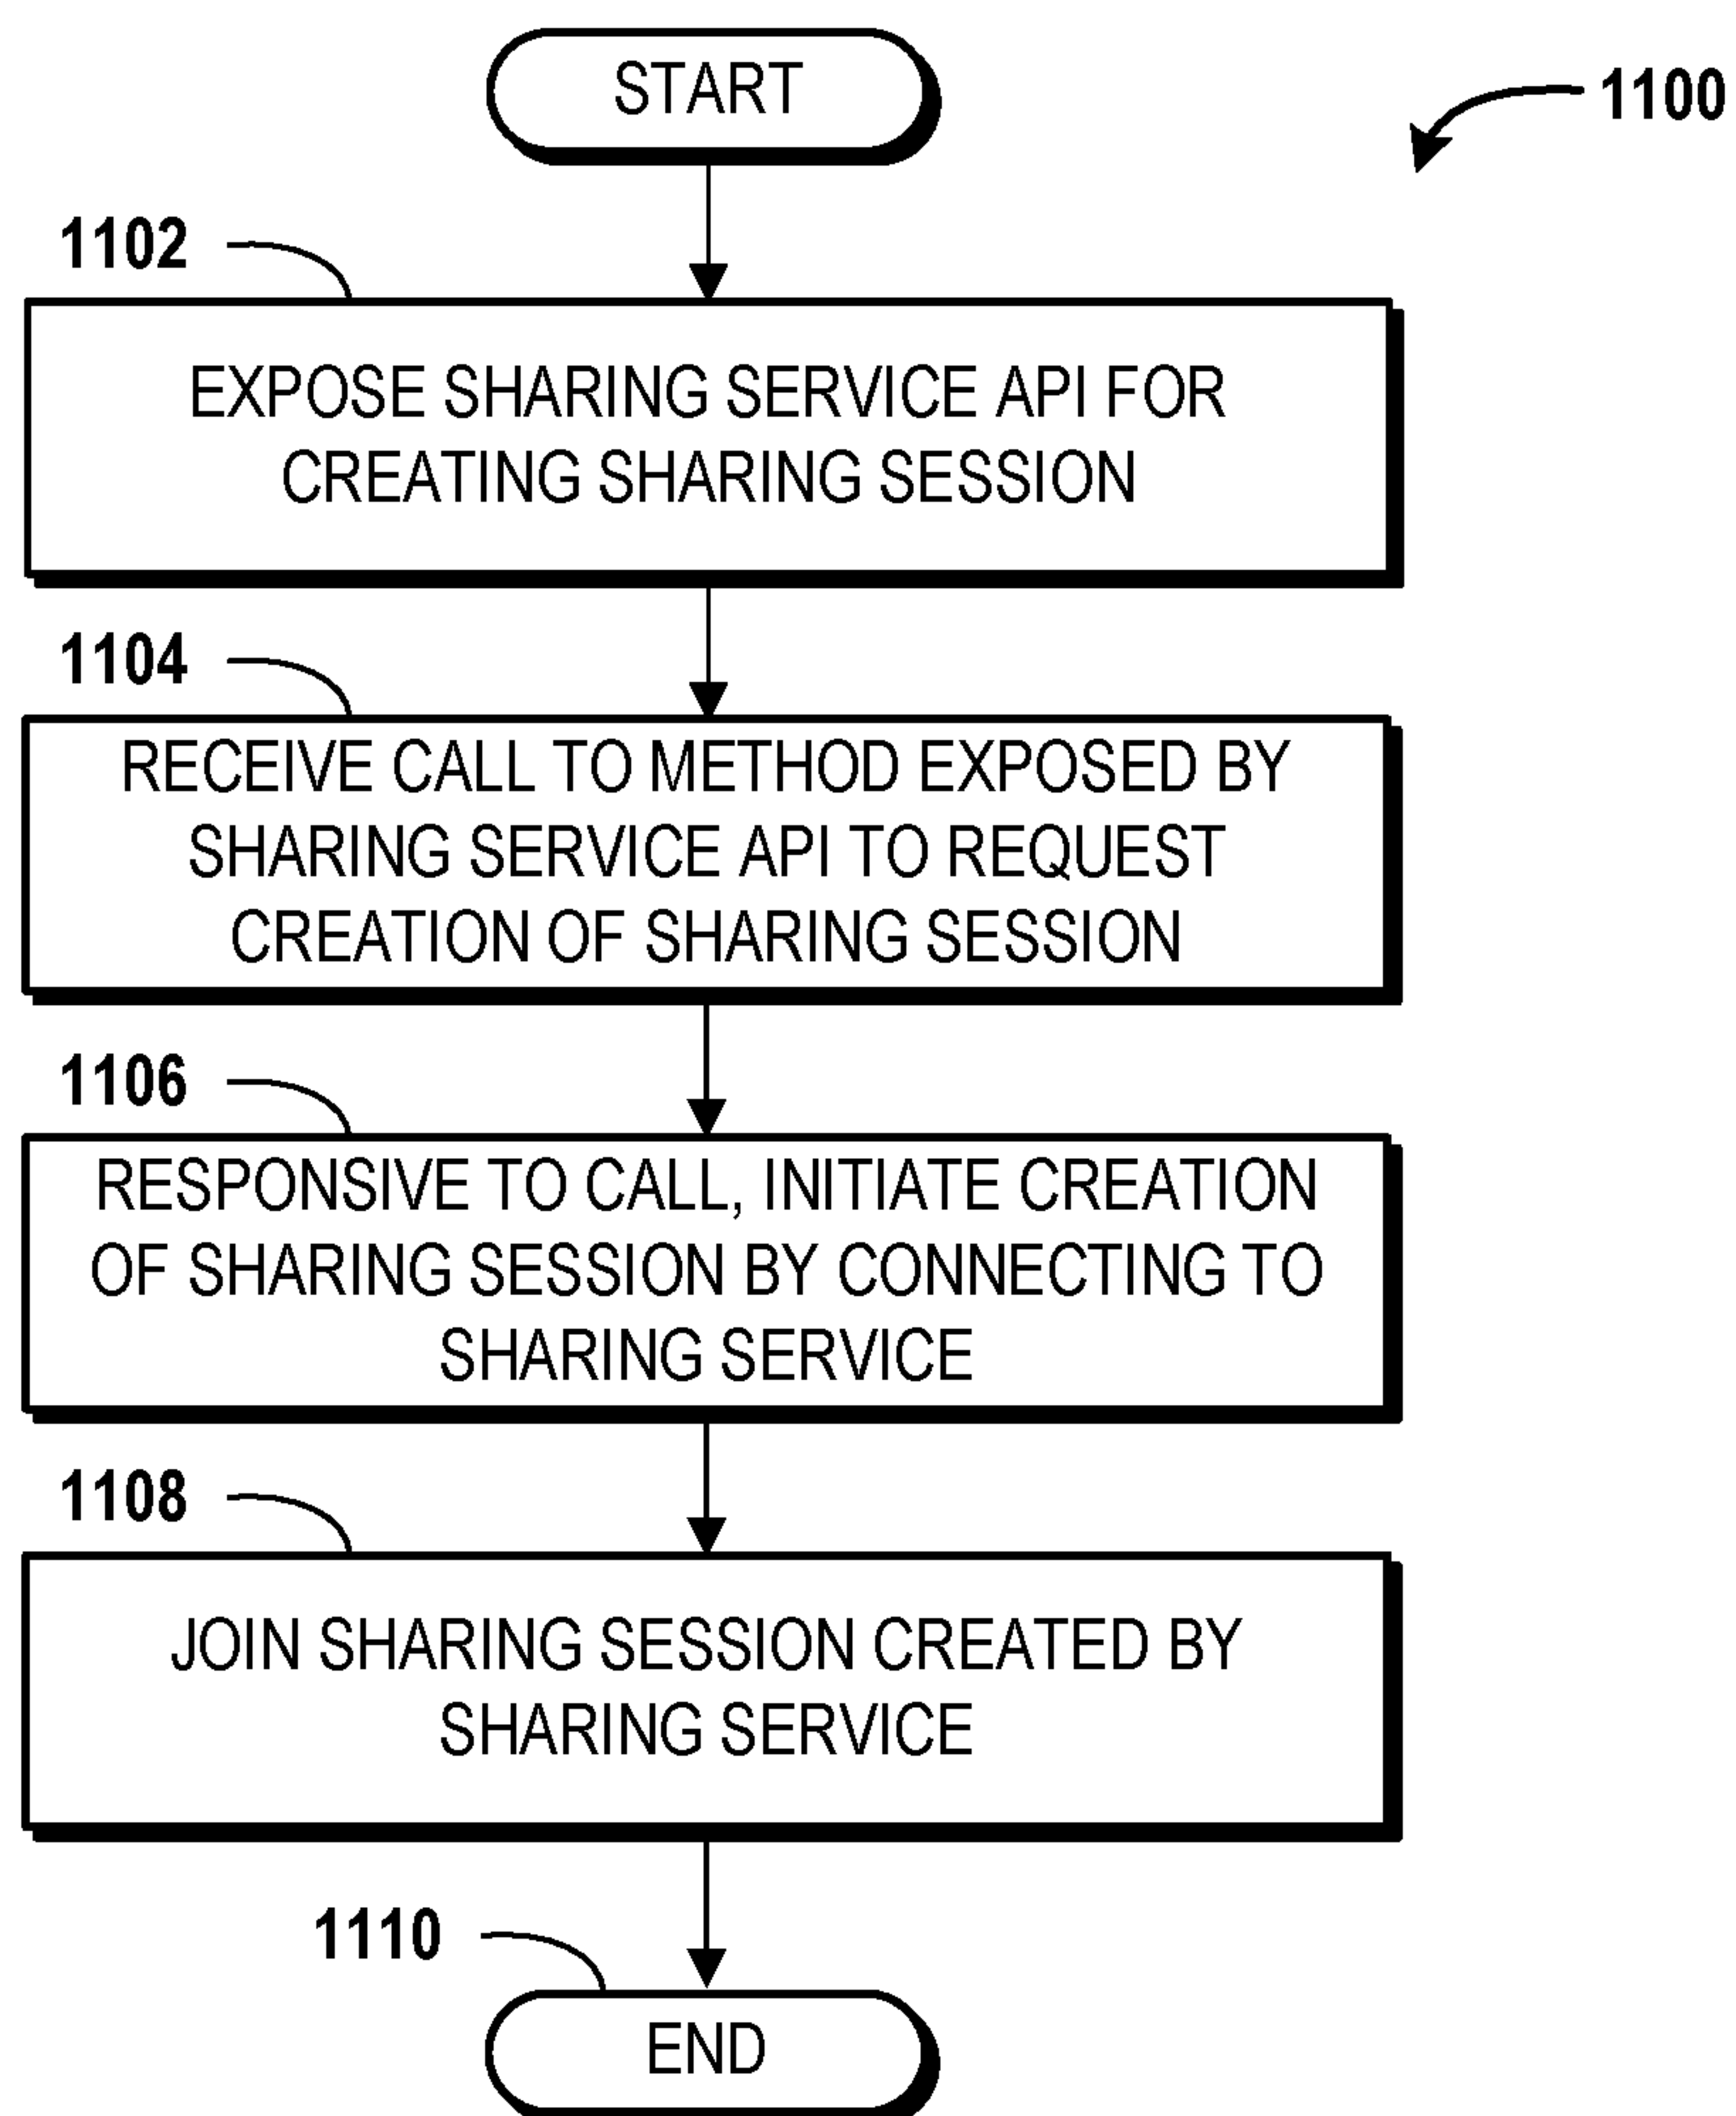 START
1100
1102
EXPOSE SHARING SERVICE API FOR
CREATING SHARING SESSION
1104
RECEIVE CALL TO METHOD EXPOSED BY
SHARING SERVICE API TO REQUEST
CREATION OF SHARING SESSION
1106
RESPONSIVE TO CALL, INITIATE CREATION
OF SHARING SESSION BY CONNECTING TO
SHARING SERVICE
1108
JOIN SHARING SESSION CREATED BY
SHARING SERVICE
1110
END